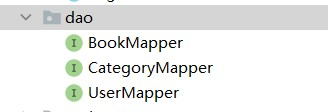 dao
I BookMapper
I CategoryMapper
I UserMapper